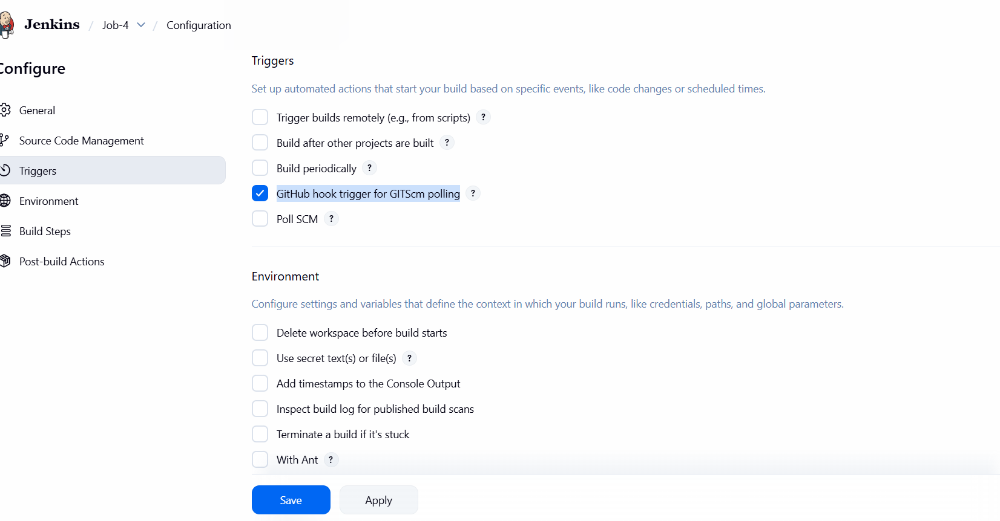 Jenkins / Job-4 / Configuration
Configure
General
Source Code Management
Triggers
Environment
Build Steps
Post-build Actions
Triggers
Set up automated actions that start your build based on specific events, like code changes or scheduled times.
Trigger builds remotely (e.g., from scripts) ?
Build after other projects are built ?
Build periodically ?
GitHub hook trigger for GITScm polling ?
Poll SCM ?
Environment
Configure settings and variables that define the context in which your build runs, like credentials, paths, and global parameters.
Delete workspace before build starts
Use secret text(s) or file(s) ?
Add timestamps to the Console Output
Inspect build log for published build scans
Terminate a build if it's stuck
With Ant ?
Save Apply